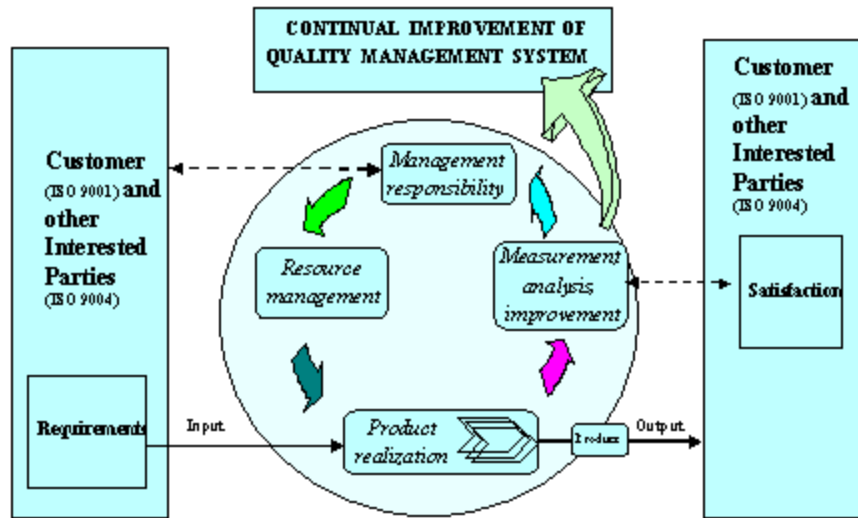 CONTINUAL IMPROVEMENT OF
QUALITY MANAGEMENT SYSTEM
Customer
(ISO 9001) and
other
Interested
Parties
(ISO 9004)
Requirements
Input
Management
responsibility
Resource
management
Measurement,
analysis,
improvement
Product
realization
Product
Output
Customer
(ISO 9001) and
other
Interested
Parties
(ISO 9004)
Satisfaction